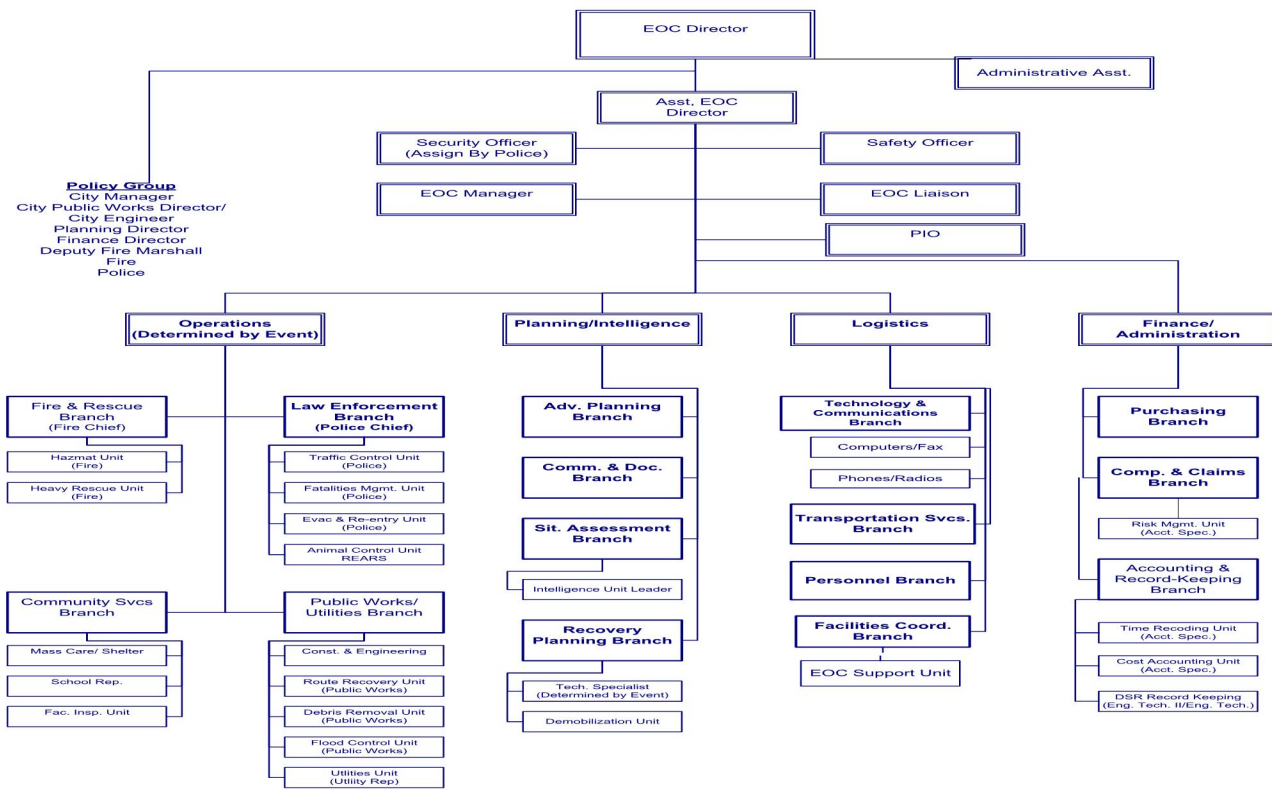 EOC Director
Administrative Asst.
Asst, EOC
Director
Security Officer
(Assign By Police)
Safety Officer
EOC Manager
EOC Liaison
PIO
Policy Group
City Manager
City Public Works Director/
City Engineer
Planning Director
Finance Director
Deputy Fire Marshall
Fire
Police
Operations
(Determined by Event)
Planning/Intelligence
Logistics
Finance/
Administration
Fire & Rescue
Branch
(Fire Chief)
Hazmat Unit
(Fire)
Heavy Rescue Unit
(Fire)
Law Enforcement
Branch
(Police Chief)
Traffic Control Unit
(Police)
Fatalities Mgmt. Unit
(Police)
Evac & Re-entry Unit
(Police)
Animal Control Unit
REARS
Community Svcs
Branch
Mass Care/ Shelter
School Rep.
Fac. Insp. Unit
Public Works/
Utilities Branch
Const. & Engineering
Route Recovery Unit
(Public Works)
Debris Removal Unit
(Public Works)
Flood Control Unit
(Public Works)
Utlities Unit
(Utliity Rep)
Adv. Planning
Branch
Comm. & Doc.
Branch
Sit. Assessment
Branch
Intelligence Unit Leader
Recovery
Planning Branch
Tech. Specialist
(Determined by Event)
Demobilization Unit
Technology &
Communications
Branch
Computers/Fax
Phones/Radios
Transportation Svcs.
Branch
Personnel Branch
Facilities Coord.
Branch
EOC Support Unit
Purchasing
Branch
Comp. & Claims
Branch
Risk Mgmt. Unit
(Acct. Spec.)
Accounting &
Record-Keeping
Branch
Time Recoding Unit
(Acct. Spec.)
Cost Accounting Unit
(Acct. Spec.)
DSR Record Keeping
(Eng. Tech. II/Eng. Tech.)